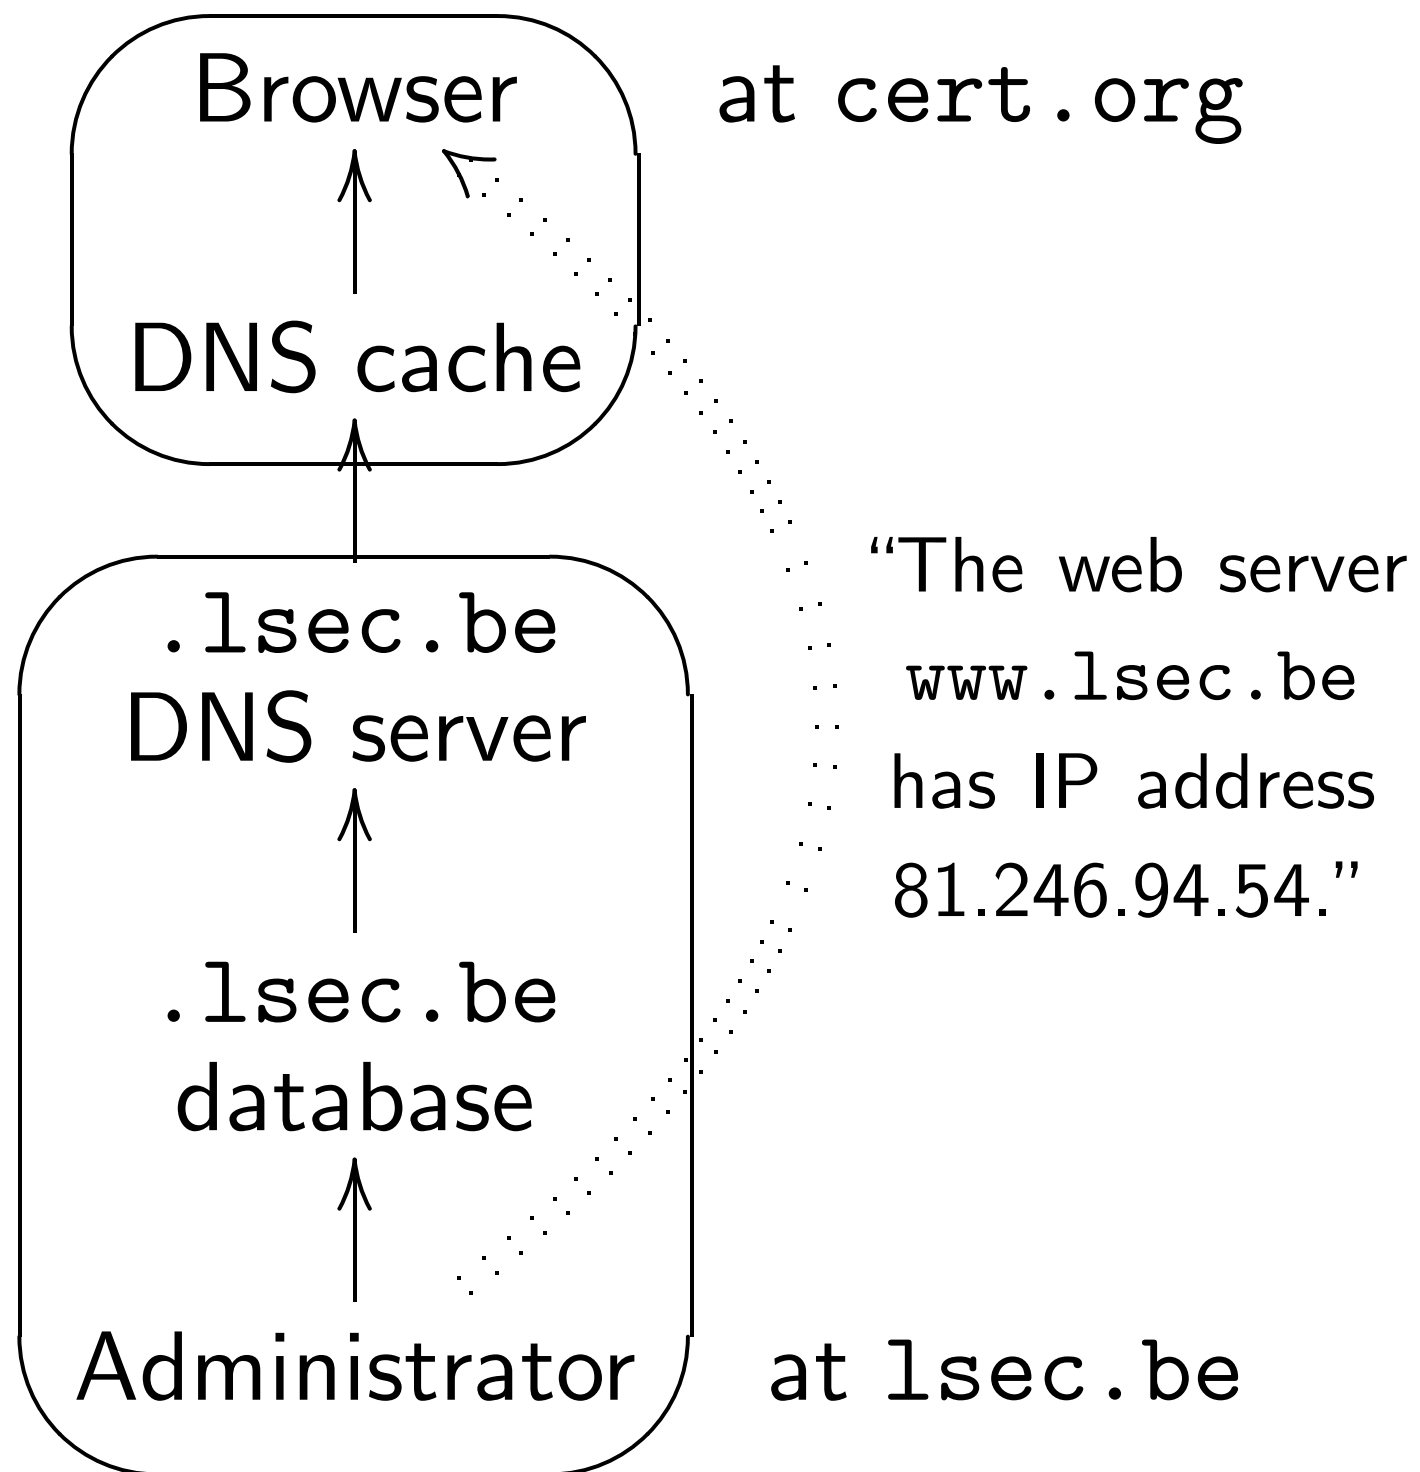 Browser
at cert.org
DNS cache
.lsec.be
DNS server
.lsec.be
database
Administrator
at lsec.be
“The web server
www.lsec.be
has IP address
81.246.94.54.”